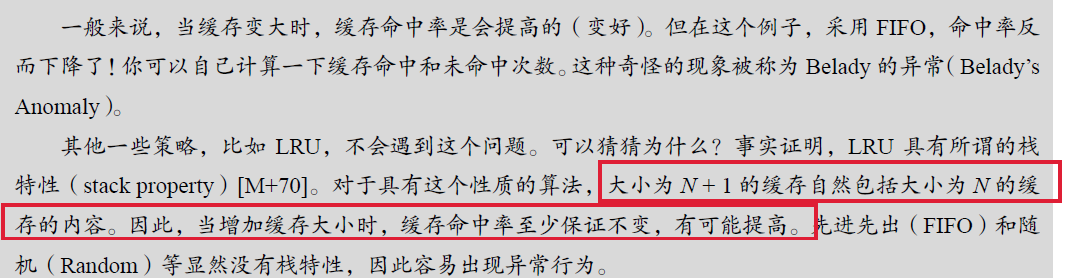 一般来说，当缓存变大时，缓存命中率是会提高的（变好）。但在这个例子，采用 FIFO，命中率反
而下降了！你可以自己计算一下缓存命中和未命中次数。这种奇怪的现象被称为 Belady 的异常（Belady’s
Anomaly）。
其他一些策略，比如 LRU，不会遇到这个问题。可以猜猜为什么？事实证明，LRU 具有所谓的栈
特性（stack property）[M+70]。对于具有这个性质的算法，大小为 N + 1 的缓存自然包括大小为 N 的缓
存的内容。因此，当增加缓存大小时，缓存命中率至少保证不变，有可能提高。先进先出（FIFO）和随
机（Random）等显然没有栈特性，因此容易出现异常行为。